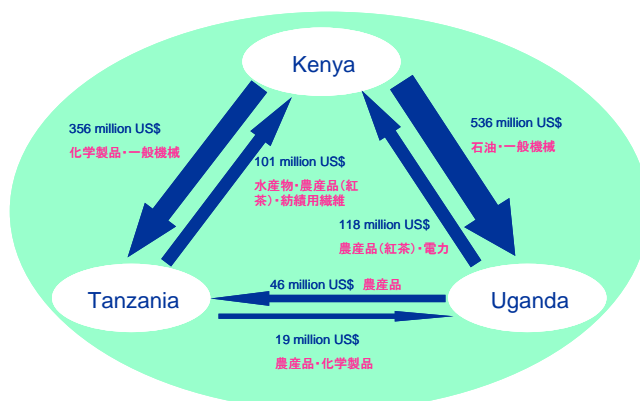 Kenya
356 million US$
化学製品・一般機械
536 million US$
石油・一般機械
101 million US$
水産物・農産品(紅
茶)・紡績用繊維
118 million US$
農産品(紅茶)・電力
Tanzania
46 million US$ 農産品
Uganda
19 million US$
農産品・化学製品